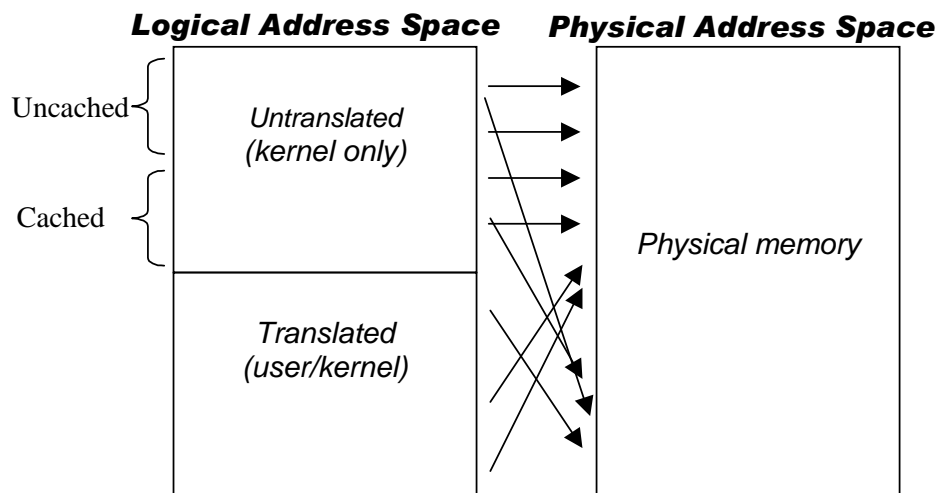 Logical Address Space
Physical Address Space
Uncached
Untranslated
(kernel only)
Cached
Physical memory
Translated
(user/kernel)